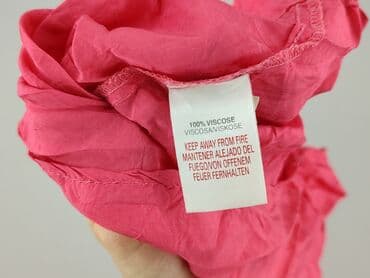 100% VISCOSE
VISCOSA/VISKOSE
KEEP AWAY FROM FIRE
MANTENER ALEJADO DEL
FUEGO/VON OFFENEM
FEUER FERNHALTEN